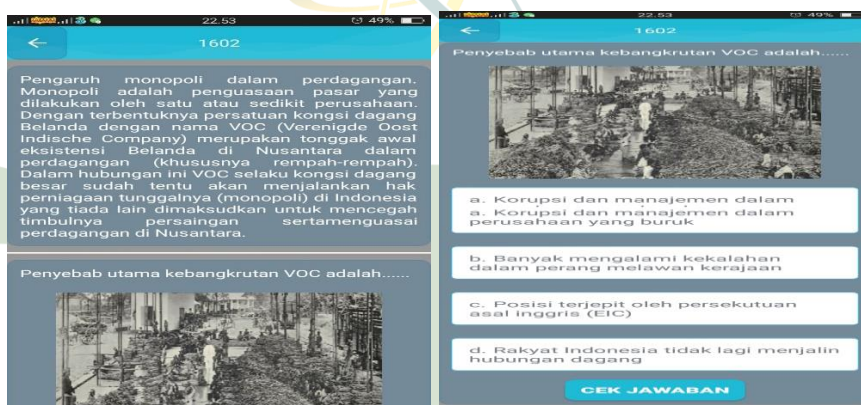 22.53
49%
1602
Pengaruh monopoli dalam perdagangan.
Monopoli adalah penguasaan pasar yang
dilakukan oleh satu atau sedikit perusahaan.
Dengan terbentuknya persatuan kongsi dagang
Belanda dengan nama VOC (Verenigde Oost
Indische Company) merupakan tonggak awal
eksistensi Belanda di Nusantara dalam
perdagangan (khususnya rempah-rempah).
Dalam hubungan ini VOC selaku kongsi dagang
besar sudah tentu akan menjalankan hak
perniagaan tunggalnya (monopoli) di Indonesia
yang tiada lain dimaksudkan untuk mencegah
timbulnya persaingan sertamenguasai
perdagangan di Nusantara.
Penyebab utama kebangkrutan VOC adalah......
22.53
49%
1602
Penyebab utama kebangkrutan VOC adalah......
a. Korupsi dan manajemen dalam
a. Korupsi dan manajemen dalam
perusahaan yang buruk
b. Banyak mengalami kekalahan
dalam perang melawan kerajaan
c. Posisi terjepit oleh persekutuan
asal inggris (EIC)
d. Rakyat Indonesia tidak lagi menjalin
hubungan dagang
CEK JAWABAN